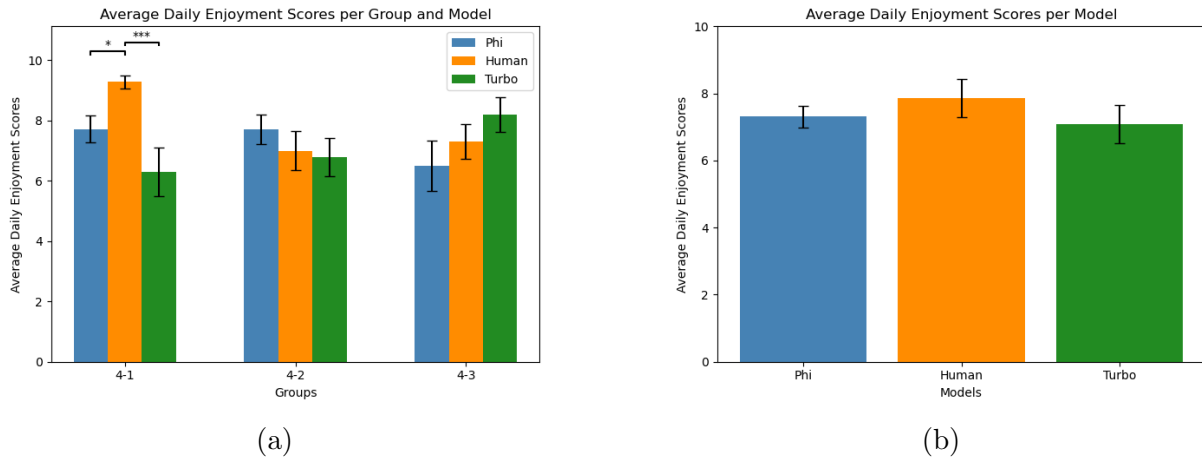 Average Daily Enjoyment Scores per Group and Model
Average Daily Enjoyment Scores
10
8
6
4
2
0
* ***
Phi
Human
Turbo
4-1 4-2 4-3
Groups
(a)
Average Daily Enjoyment Scores per Model
Average Daily Enjoyment Scores
10
8
6
4
2
0
Phi Human Turbo
Models
(b)